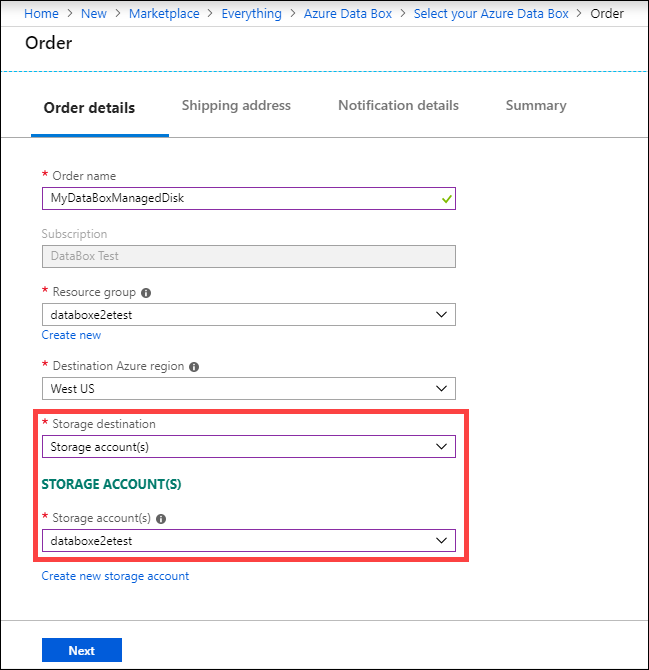 Home > New > Marketplace > Everything > Azure Data Box > Select your Azure Data Box > Order
Order
Order details Shipping address Notification details Summary
* Order name
MyDataBoxManagedDisk
Subscription
DataBox Test
* Resource group
databoxe2etest
Create new
* Destination Azure region
West US
* Storage destination
Storage account(s)
STORAGE ACCOUNT(S)
* Storage account(s)
databoxe2etest
Create new storage account
Next